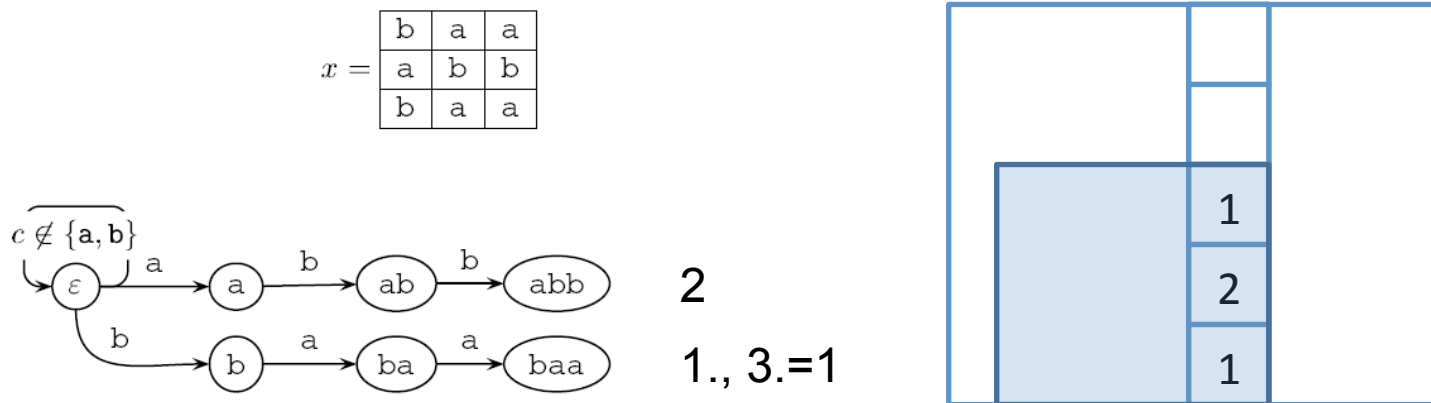 x =
b a a
a b b
b a a
c ∉ {a, b}
ε a a b ab b abb 2
b b a ba a baa 1., 3.=1
1
2
1